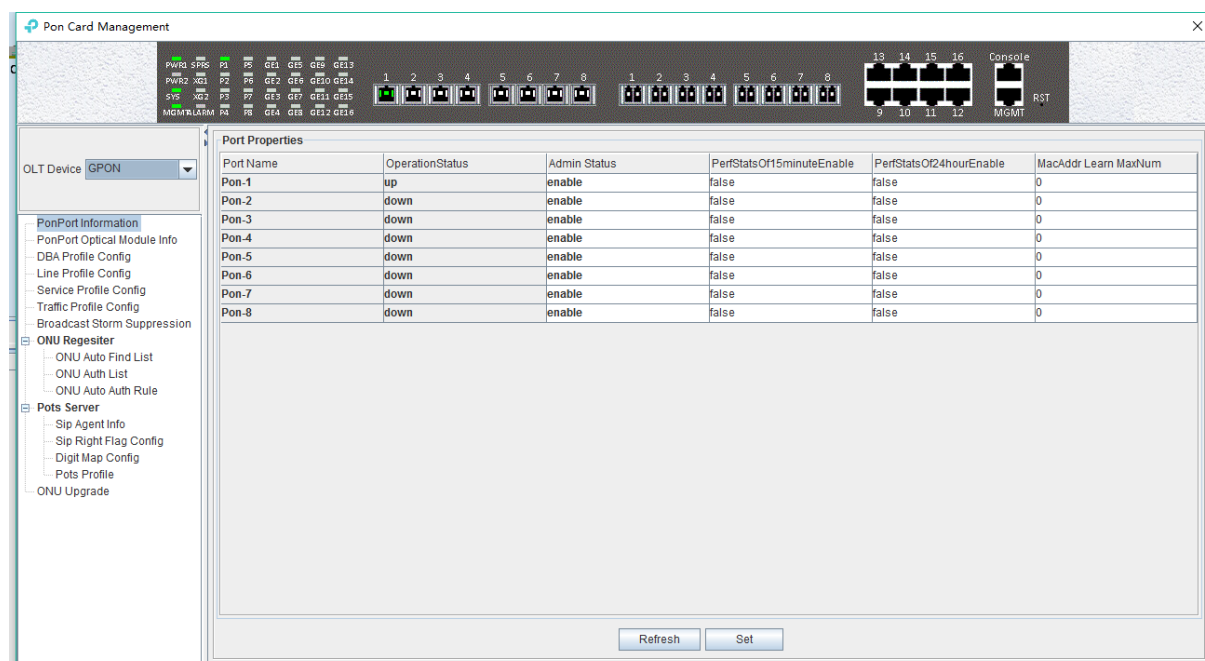 Pon Card Management
PWR1 SPRS P1 P5 GE1 GE5 GE9 GE13
PWR2 XG1 P2 P6 GE2 GE6 GE10 GE14
SYS XG2 P3 P7 GE3 GE7 GE11 GE15
MGMT ALARM P4 P8 GE4 GE8 GE12 GE16
1 2 3 4 5 6 7 8
1 2 3 4 5 6 7 8
13 14 15 16
9 10 11 12
Console
MGMT
RST
OLT Device GPON
PonPort Information
PonPort Optical Module Info
DBA Profile Config
Line Profile Config
Service Profile Config
Traffic Profile Config
Broadcast Storm Suppression
ONU Regesiter
ONU Auto Find List
ONU Auth List
ONU Auto Auth Rule
Pots Server
Sip Agent Info
Sip Right Flag Config
Digit Map Config
Pots Profile
ONU Upgrade
Port Properties
Port Name OperationStatus Admin Status PerfStatsOf15minuteEnable PerfStatsOf24hourEnable MacAddr Learn MaxNum
Pon-1 up enable false false 0
Pon-2 down enable false false 0
Pon-3 down enable false false 0
Pon-4 down enable false false 0
Pon-5 down enable false false 0
Pon-6 down enable false false 0
Pon-7 down enable false false 0
Pon-8 down enable false false 0
Refresh Set